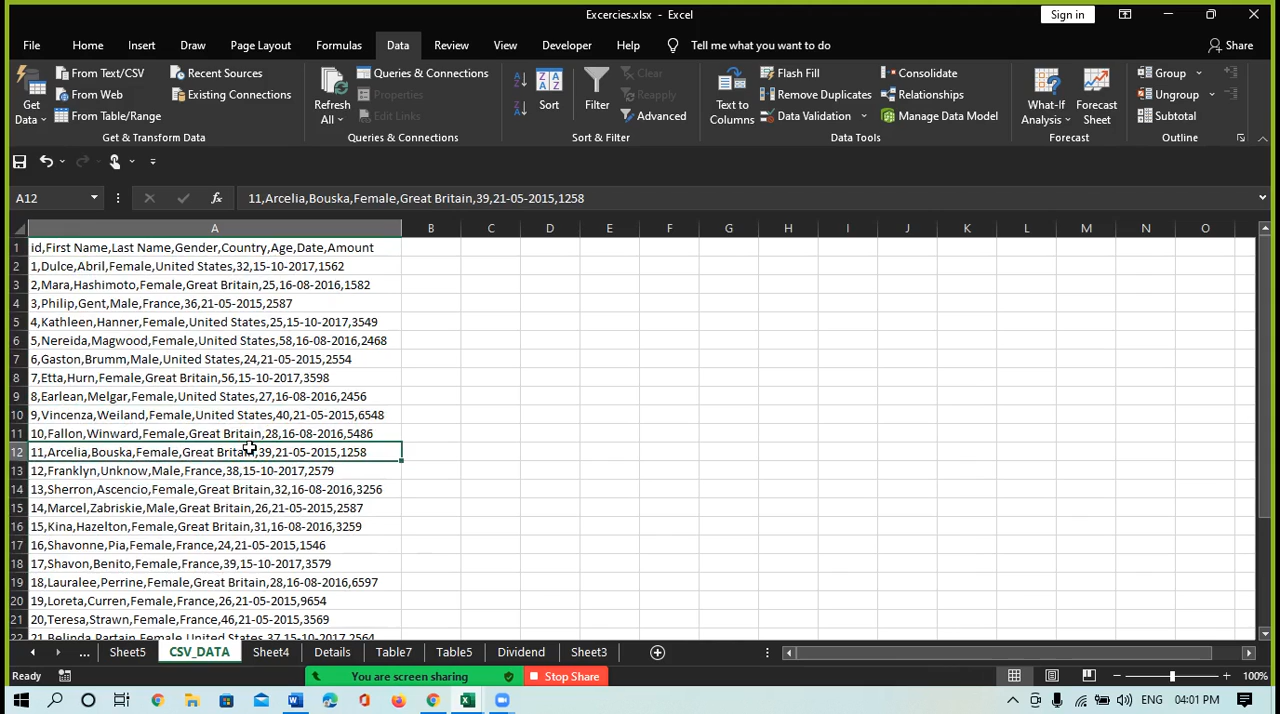 Excercies.xlsx - Excel
Sign in
File Home Insert Draw Page Layout Formulas Data Review View Developer Help Tell me what you want to do Share
Get Data
From Text/CSV
From Web
From Table/Range
Recent Sources
Existing Connections
Get & Transform Data
Refresh All
Queries & Connections
Properties
Edit Links
Queries & Connections
Sort
Filter
Clear
Reapply
Advanced
Sort & Filter
Text to Columns
Flash Fill
Remove Duplicates
Data Validation
Consolidate
Relationships
Manage Data Model
Data Tools
What-If Analysis
Forecast Sheet
Forecast
Group
Ungroup
Subtotal
Outline
A12 fx 11,Arcelia,Bouska,Female,Great Britain,39,21-05-2015,1258
A B C D E F G H I J K L M N O
1 id,First Name,Last Name,Gender,Country,Age,Date,Amount
2 1,Dulce,Abril,Female,United States,32,15-10-2017,1562
3 2,Mara,Hashimoto,Female,Great Britain,25,16-08-2016,1582
4 3,Philip,Gent,Male,France,36,21-05-2015,2587
5 4,Kathleen,Hanner,Female,United States,25,15-10-2017,3549
6 5,Nereida,Magwood,Female,United States,58,16-08-2016,2468
7 6,Gaston,Brumm,Male,United States,24,21-05-2015,2554
8 7,Etta,Hurn,Female,Great Britain,56,15-10-2017,3598
9 8,Earlean,Melgar,Female,United States,27,16-08-2016,2456
10 9,Vincenza,Weiland,Female,United States,40,21-05-2015,6548
11 10,Fallon,Winward,Female,Great Britain,28,16-08-2016,5486
12 11,Arcelia,Bouska,Female,Great Britain,39,21-05-2015,1258
13 12,Franklyn,Unknow,Male,France,38,15-10-2017,2579
14 13,Sherron,Ascencio,Female,Great Britain,32,16-08-2016,3256
15 14,Marcel,Zabriskie,Male,Great Britain,26,21-05-2015,2587
16 15,Kina,Hazelton,Female,Great Britain,31,16-08-2016,3259
17 16,Shavonne,Pia,Female,France,24,21-05-2015,1546
18 17,Shavon,Benito,Female,France,39,15-10-2017,3579
19 18,Lauralee,Perrine,Female,Great Britain,28,16-08-2016,6597
20 19,Loreta,Curren,Female,France,26,21-05-2015,9654
21 20,Teresa,Strawn,Female,France,46,21-05-2015,3569
22 21,Belinda,Partain,Female,United States,37,15-10-2017,2564
... Sheet5 CSV_DATA Sheet4 Details Table7 Table5 Dividend Sheet3
Ready You are screen sharing Stop Share 100%
ENG 04:01 PM